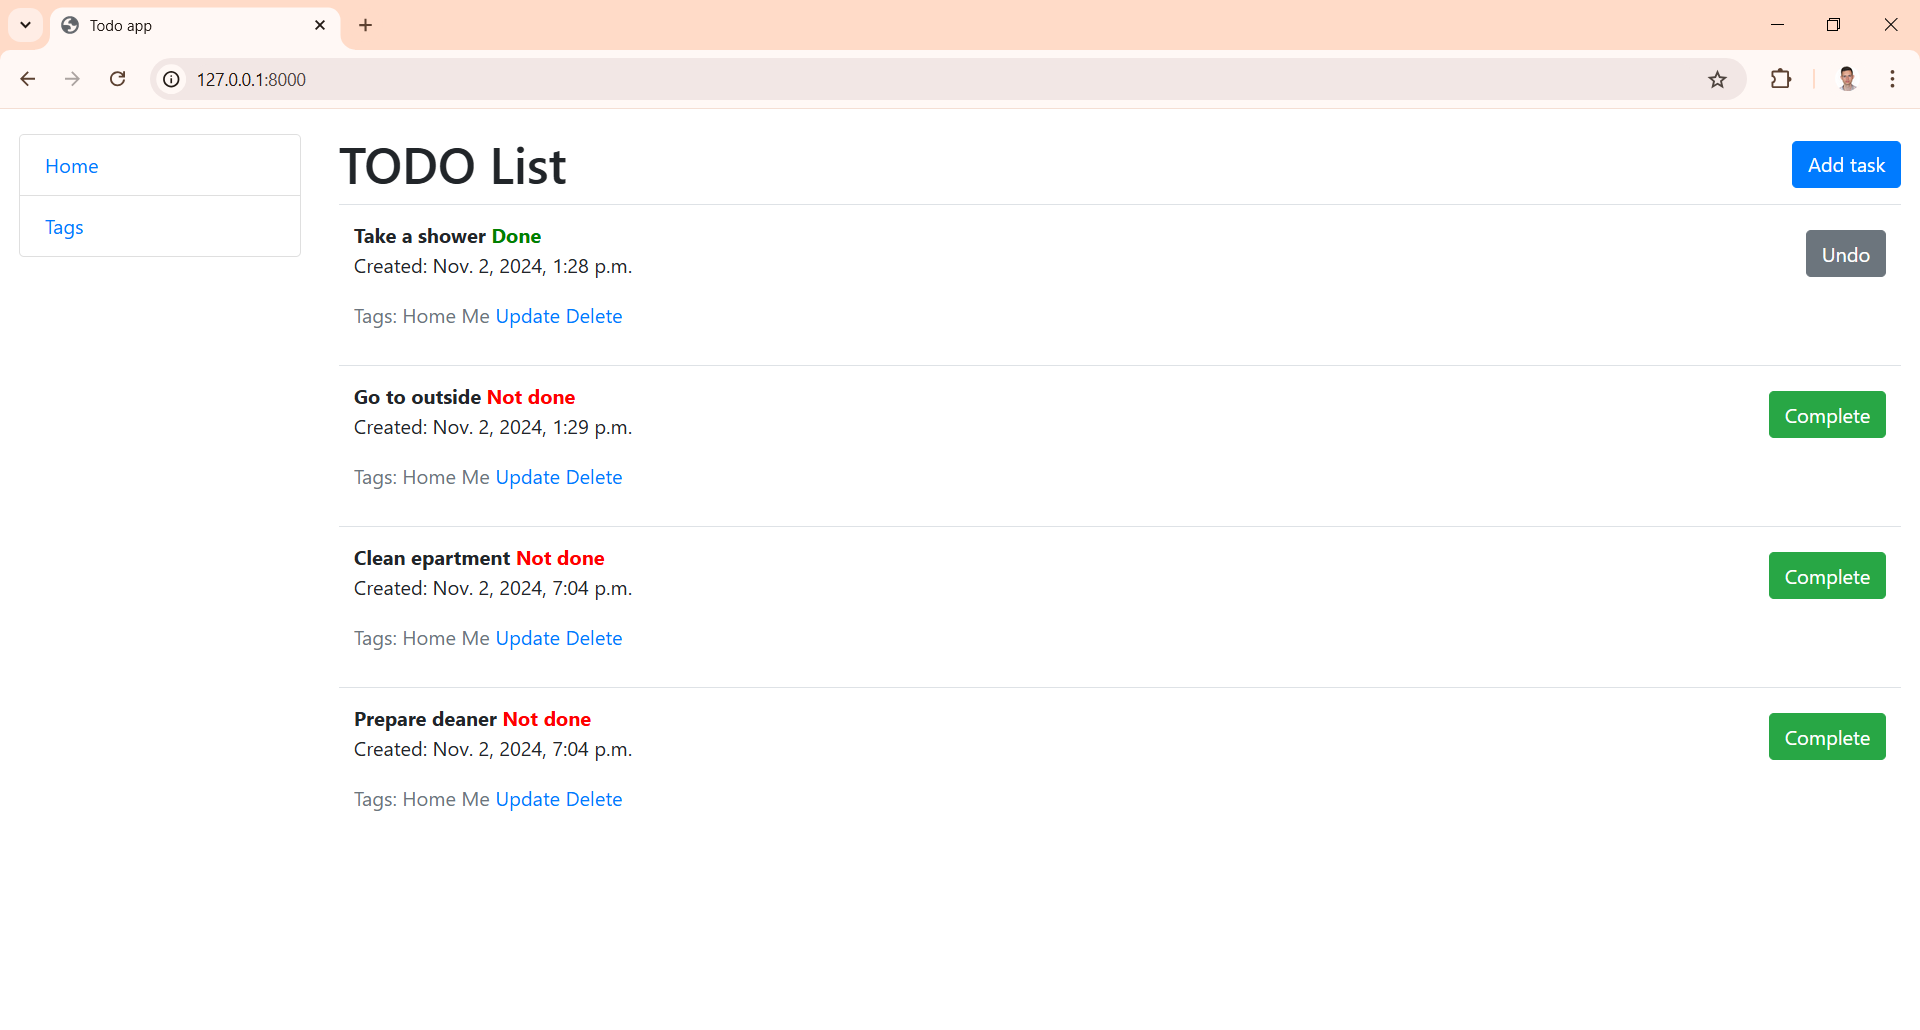 Todo app
127.0.0.1:8000
Home
Tags
TODO List
Add task
Take a shower Done
Created: Nov. 2, 2024, 1:28 p.m.
Undo
Tags: Home Me Update Delete
Go to outside Not done
Created: Nov. 2, 2024, 1:29 p.m.
Complete
Tags: Home Me Update Delete
Clean epartment Not done
Created: Nov. 2, 2024, 7:04 p.m.
Complete
Tags: Home Me Update Delete
Prepare deaner Not done
Created: Nov. 2, 2024, 7:04 p.m.
Complete
Tags: Home Me Update Delete